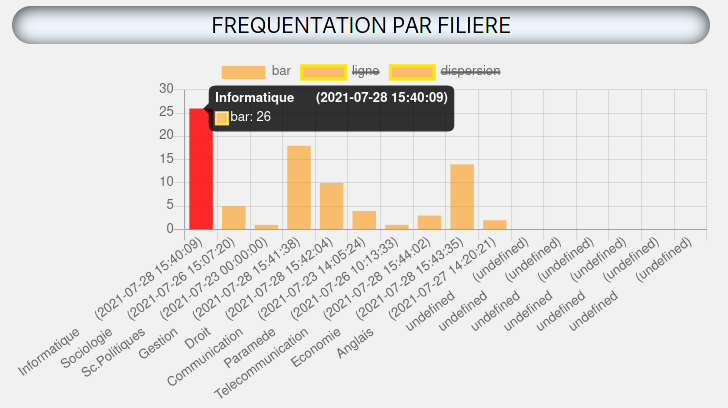 FREQUENTATION PAR FILIERE
bar ligne dispersion
30
25
20
15
10
5
0
Informatique (2021-07-28 15:40:09)
bar: 26
Informatique (2021-07-28 15:40:09)
Sociologie (2021-07-26 15:07:20)
Sc.Politiques (2021-07-23 00:00:00)
Gestion (2021-07-28 15:41:38)
Droit (2021-07-28 15:42:04)
Communication (2021-07-23 14:05:24)
Paramede (2021-07-26 10:13:33)
Telecommunication (2021-07-28 15:44:02)
Economie (2021-07-28 15:43:35)
Anglais (2021-07-27 14:20:21)
undefined (undefined)
undefined (undefined)
undefined (undefined)
undefined (undefined)
undefined (undefined)
undefined (undefined)